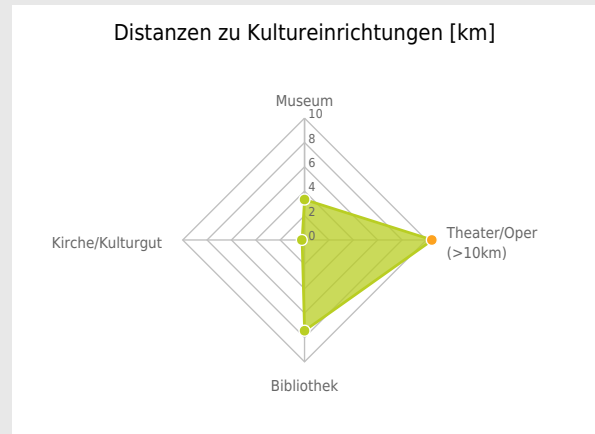 Distanzen zu Kultureinrichtungen [km]
Museum
10
8
6
4
2
0
Kirche/Kulturgut
Theater/Oper
(>10km)
Bibliothek